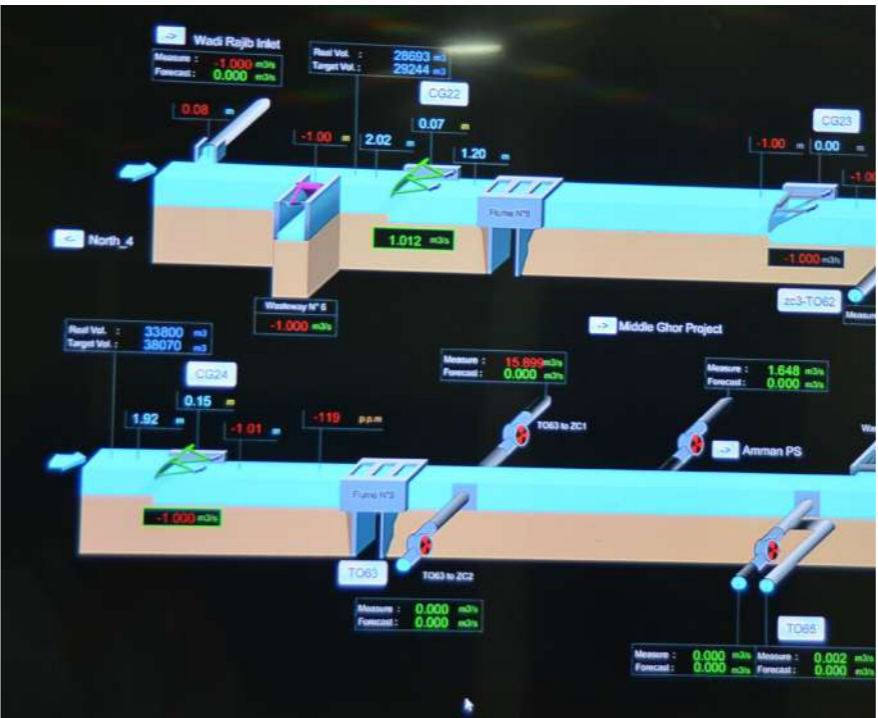 -> Wadi Rajib Inlet
Measure : -1.000 m3/s
Forecast : 0.000 m3/s
Real Vol. : 28693 m3
Target Vol : 29244 m3
CG22
CG23
0.08 m
-1.00 m
2.02 m
0.07 m
1.20 m
-1.00 m
0.00 m
-1.00
Flume N°8
<- North_4
1.012 m3/s
-1.000 m3/s
Wasteway N° 6
-1.000 m3/s
zc3-TO62
Measure
Real Vol. : 33800 m3
Target Vol : 38070 m3
-> Middle Ghor Project
CG24
Measure : 15.899 m3/s
Forecast : 0.000 m3/s
Measure : 1.648 m3/s
Forecast : 0.000 m3/s
1.92 m
0.15 m
-1.01 m
-119 p.p.m
TO63 to ZC1
-> Amman PS
Wa
Flume N°9
-1.000 m3/s
TO63
TO63 to ZC2
Measure : 0.000 m3/s
Forecast : 0.000 m3/s
TO65
Measure : 0.000 m3/s
Forecast : 0.000 m3/s
Measure : 0.002 m3/s
Forecast : 0.000 m3/s